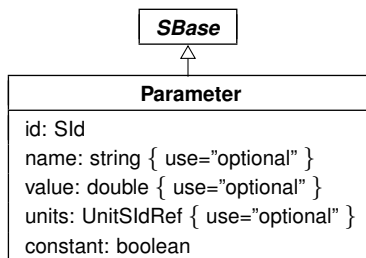 SBase
Parameter
id: SId
name: string { use=”optional” }
value: double { use=”optional” }
units: UnitSIdRef { use=”optional” }
constant: boolean